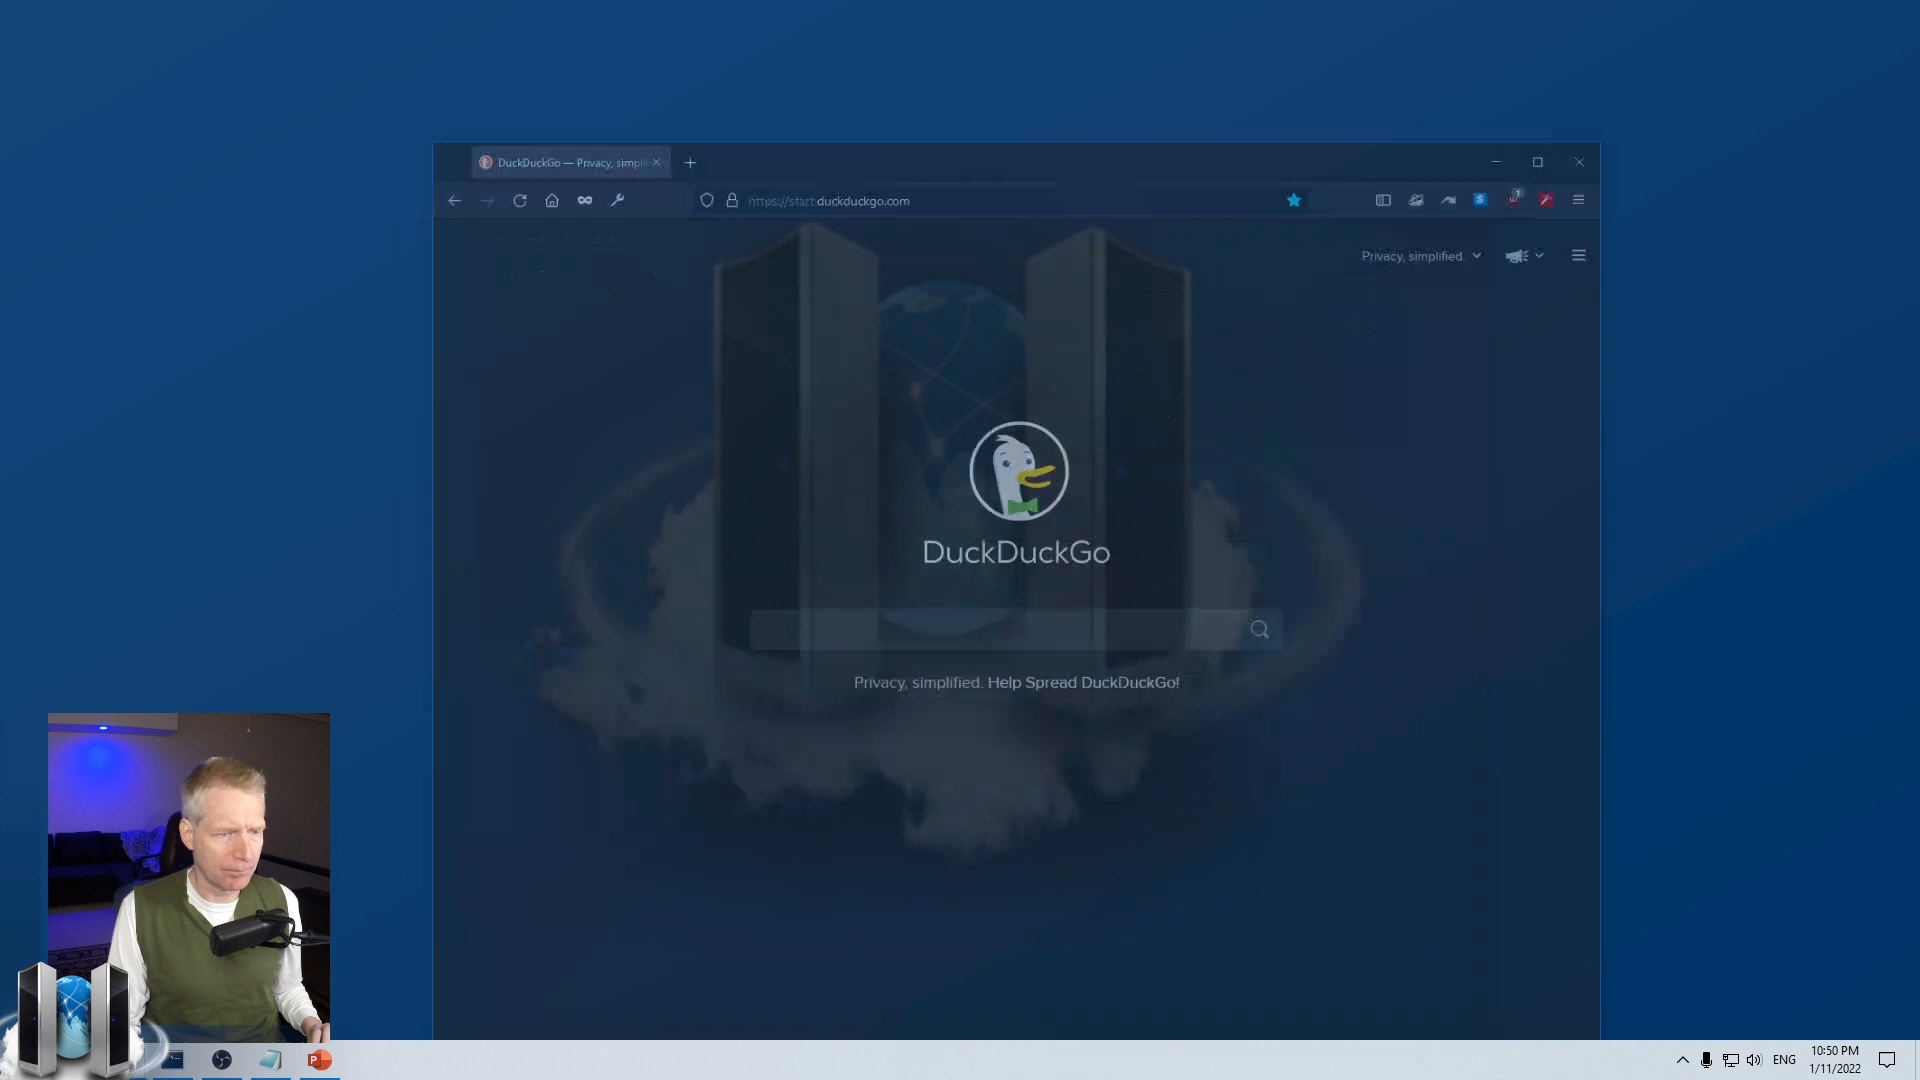 DuckDuckGo — Privacy, simpli
https://start.duckduckgo.com
S
1
Privacy, simplified.
DuckDuckGo
Privacy, simplified. Help Spread DuckDuckGo!
P
ENG
10:50 PM
1/11/2022